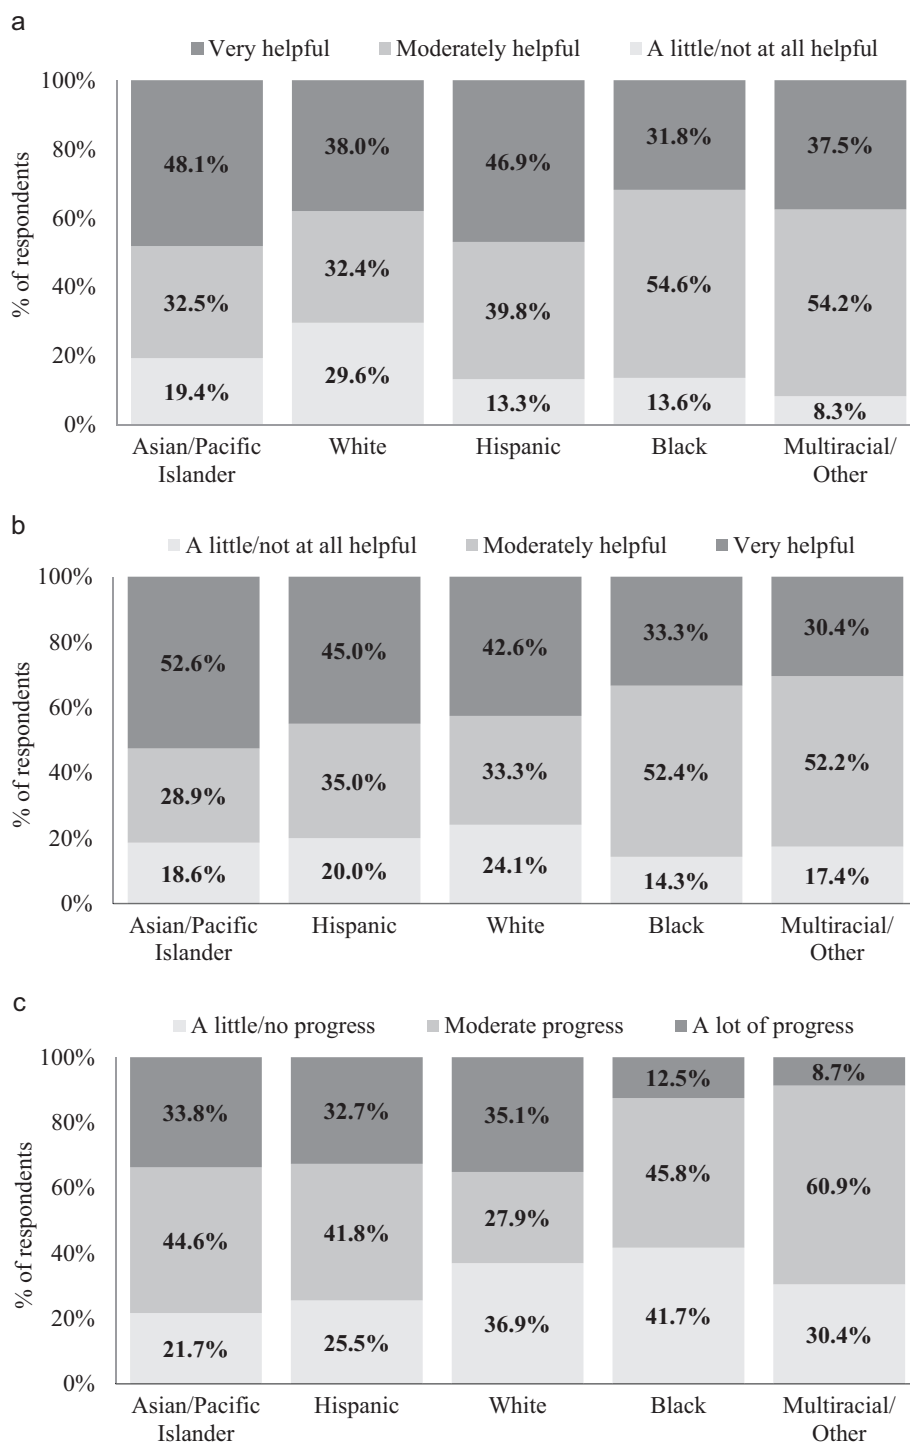 a
Very helpful Moderately helpful A little/not at all helpful
% of respondents
100%
80%
60%
40%
20%
0%
48.1% 38.0% 46.9% 31.8% 37.5%
32.5% 32.4% 39.8% 54.6% 54.2%
19.4% 29.6% 13.3% 13.6% 8.3%
Asian/Pacific Islander White Hispanic Black Multiracial/ Other
b
A little/not at all helpful Moderately helpful Very helpful
% of respondents
100%
80%
60%
40%
20%
0%
52.6% 45.0% 42.6% 33.3% 30.4%
28.9% 35.0% 33.3% 52.4% 52.2%
18.6% 20.0% 24.1% 14.3% 17.4%
Asian/Pacific Islander Hispanic White Black Multiracial/ Other
c
A little/no progress Moderate progress A lot of progress
% of respondents
100%
80%
60%
40%
20%
0%
33.8% 32.7% 35.1% 12.5% 8.7%
44.6% 41.8% 27.9% 45.8% 60.9%
21.7% 25.5% 36.9% 41.7% 30.4%
Asian/Pacific Islander Hispanic White Black Multiracial/ Other